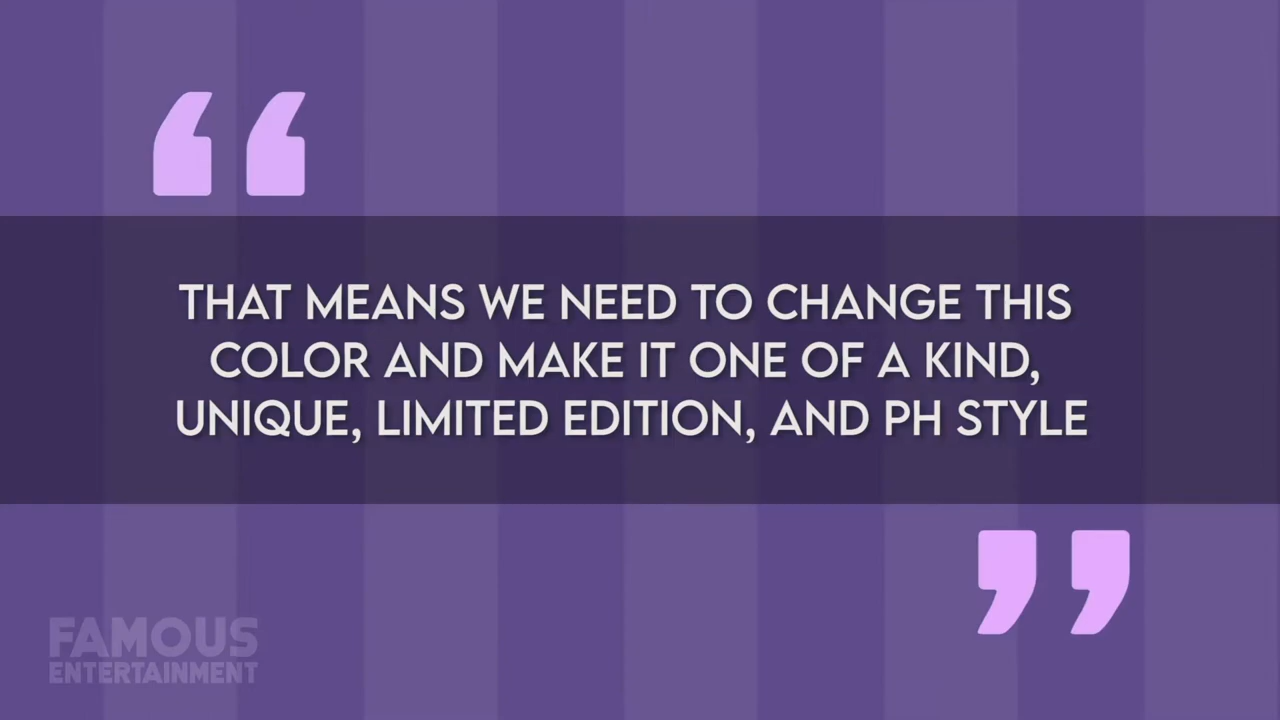 “
THAT MEANS WE NEED TO CHANGE THIS
COLOR AND MAKE IT ONE OF A KIND,
UNIQUE, LIMITED EDITION, AND PH STYLE
”
FAMOUS
ENTERTAINMENT